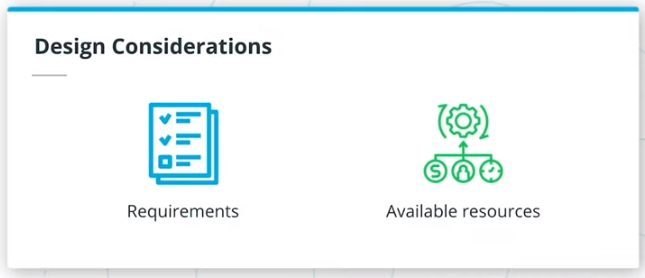 Design Considerations
Requirements
Available resources